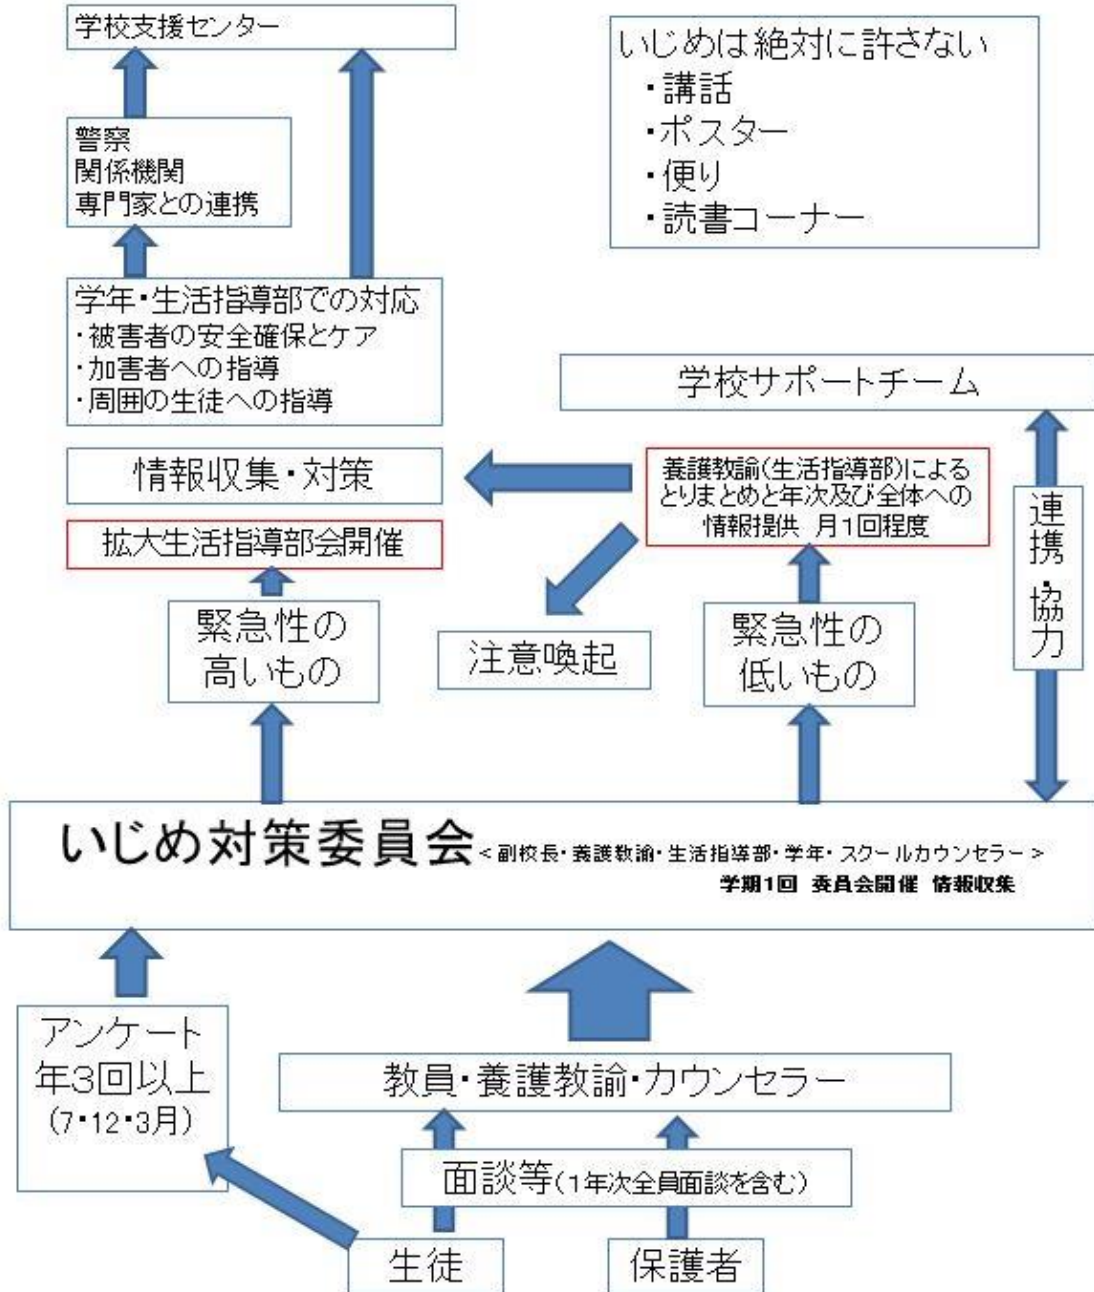 学校支援センター
いじめは絶対に許さない
・講話
・ポスター
・便り
・読書コーナー
警察
関係機関
専門家との連携
学年・生活指導部での対応
・被害者の安全確保とケア
・加害者への指導
・周囲の生徒への指導
学校サポートチーム
情報収集・対策
養護教諭(生活指導部)による
とりまとめと年次及び全体への
情報提供 月1回程度
連携・協力
拡大生活指導部会開催
緊急性の
高いもの
注意喚起
緊急性の
低いもの
いじめ対策委員会<副校長・養護教諭・生活指導部・学年・スクールカウンセラー>
学期1回 委員会開催 情報収集
アンケート
年3回以上
(7・12・3月)
教員・養護教諭・カウンセラー
面談等(1年次全員面談を含む)
生徒
保護者